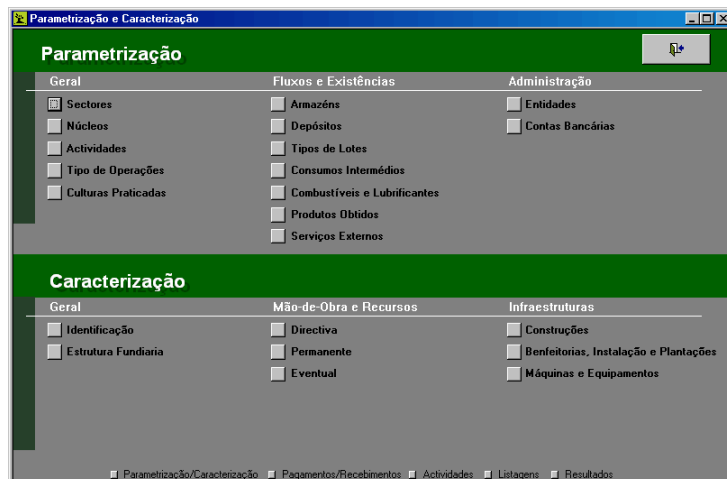 Parametrização e Caracterização
Parametrização
Geral Fluxos e Existências Administração
Sectores Armazéns Entidades
Núcleos Depósitos Contas Bancárias
Actividades Tipos de Lotes
Tipo de Operações Consumos Intermédios
Culturas Praticadas Combustíveis e Lubrificantes
Produtos Obtidos
Serviços Externos
Caracterização
Geral Mão-de-Obra e Recursos Infraestruturas
Identificação Directiva Construções
Estrutura Fundiaria Permanente Benfeitorias, Instalação e Plantações
Eventual Máquinas e Equipamentos
Parametrização/Caracterização Pagamentos/Recebimentos Actividades Listagens Resultados